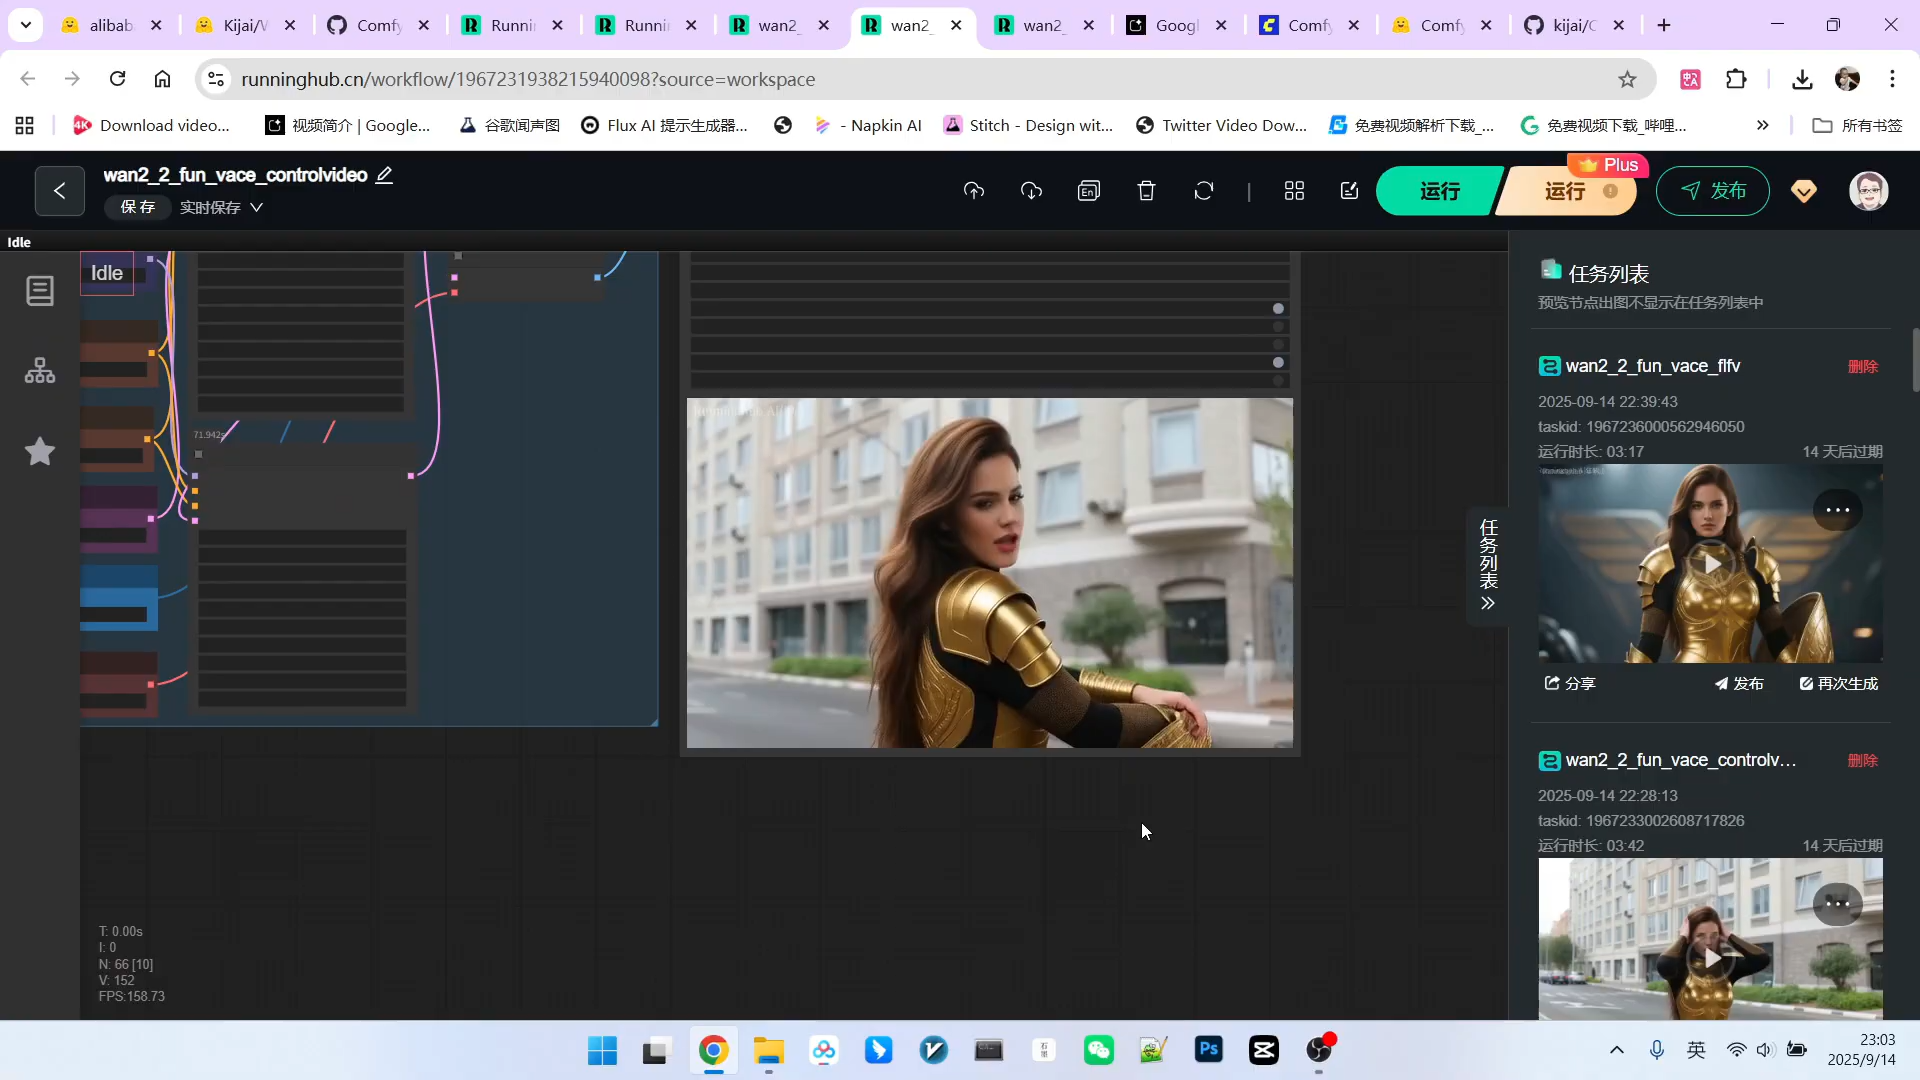 alibab
Kijai/W
Comfy
Runnin
Runnin
wan2_
wan2_
wan2_
Googl
Comfy
Comfy
kijai/C
runninghub.cn/workflow/1967231938215940098?source=workspace
Download video...
视频简介 | Google...
谷歌闻声图
Flux AI 提示生成器...
- Napkin AI
Stitch - Design wit...
Twitter Video Dow...
免费视频解析下载_...
免费视频下载_哔哩...
所有书签
wan2_2_fun_vace_controlvideo
保 存
实时保存
En
运行
运行
Plus
发布
Idle
Idle
71.942s
T: 0.00s
I: 0
N: 66 [10]
V: 152
FPS:158.73
任务列表
任务列表
预览节点出图不显示在任务列表中
wan2_2_fun_vace_flfv
删除
2025-09-14 22:39:43
taskid: 1967236000562946050
运行时长: 03:17
14 天后过期
分享
发布
再次生成
wan2_2_fun_vace_controlv...
删除
2025-09-14 22:28:13
taskid: 1967233002608717826
运行时长: 03:42
14 天后过期
Ps
英
23:03
2025/9/14